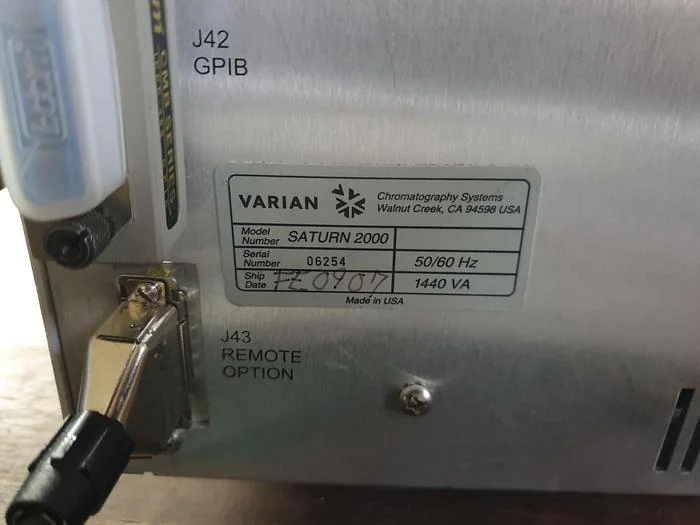 J42
GPIB
VARIAN
Chromatography Systems
Walnut Creek, CA 94598 USA
Model Number SATURN 2000
Serial Number 06254
50/60 Hz
Ship Date FE0907
1440 VA
Made in USA
J43
REMOTE
OPTION